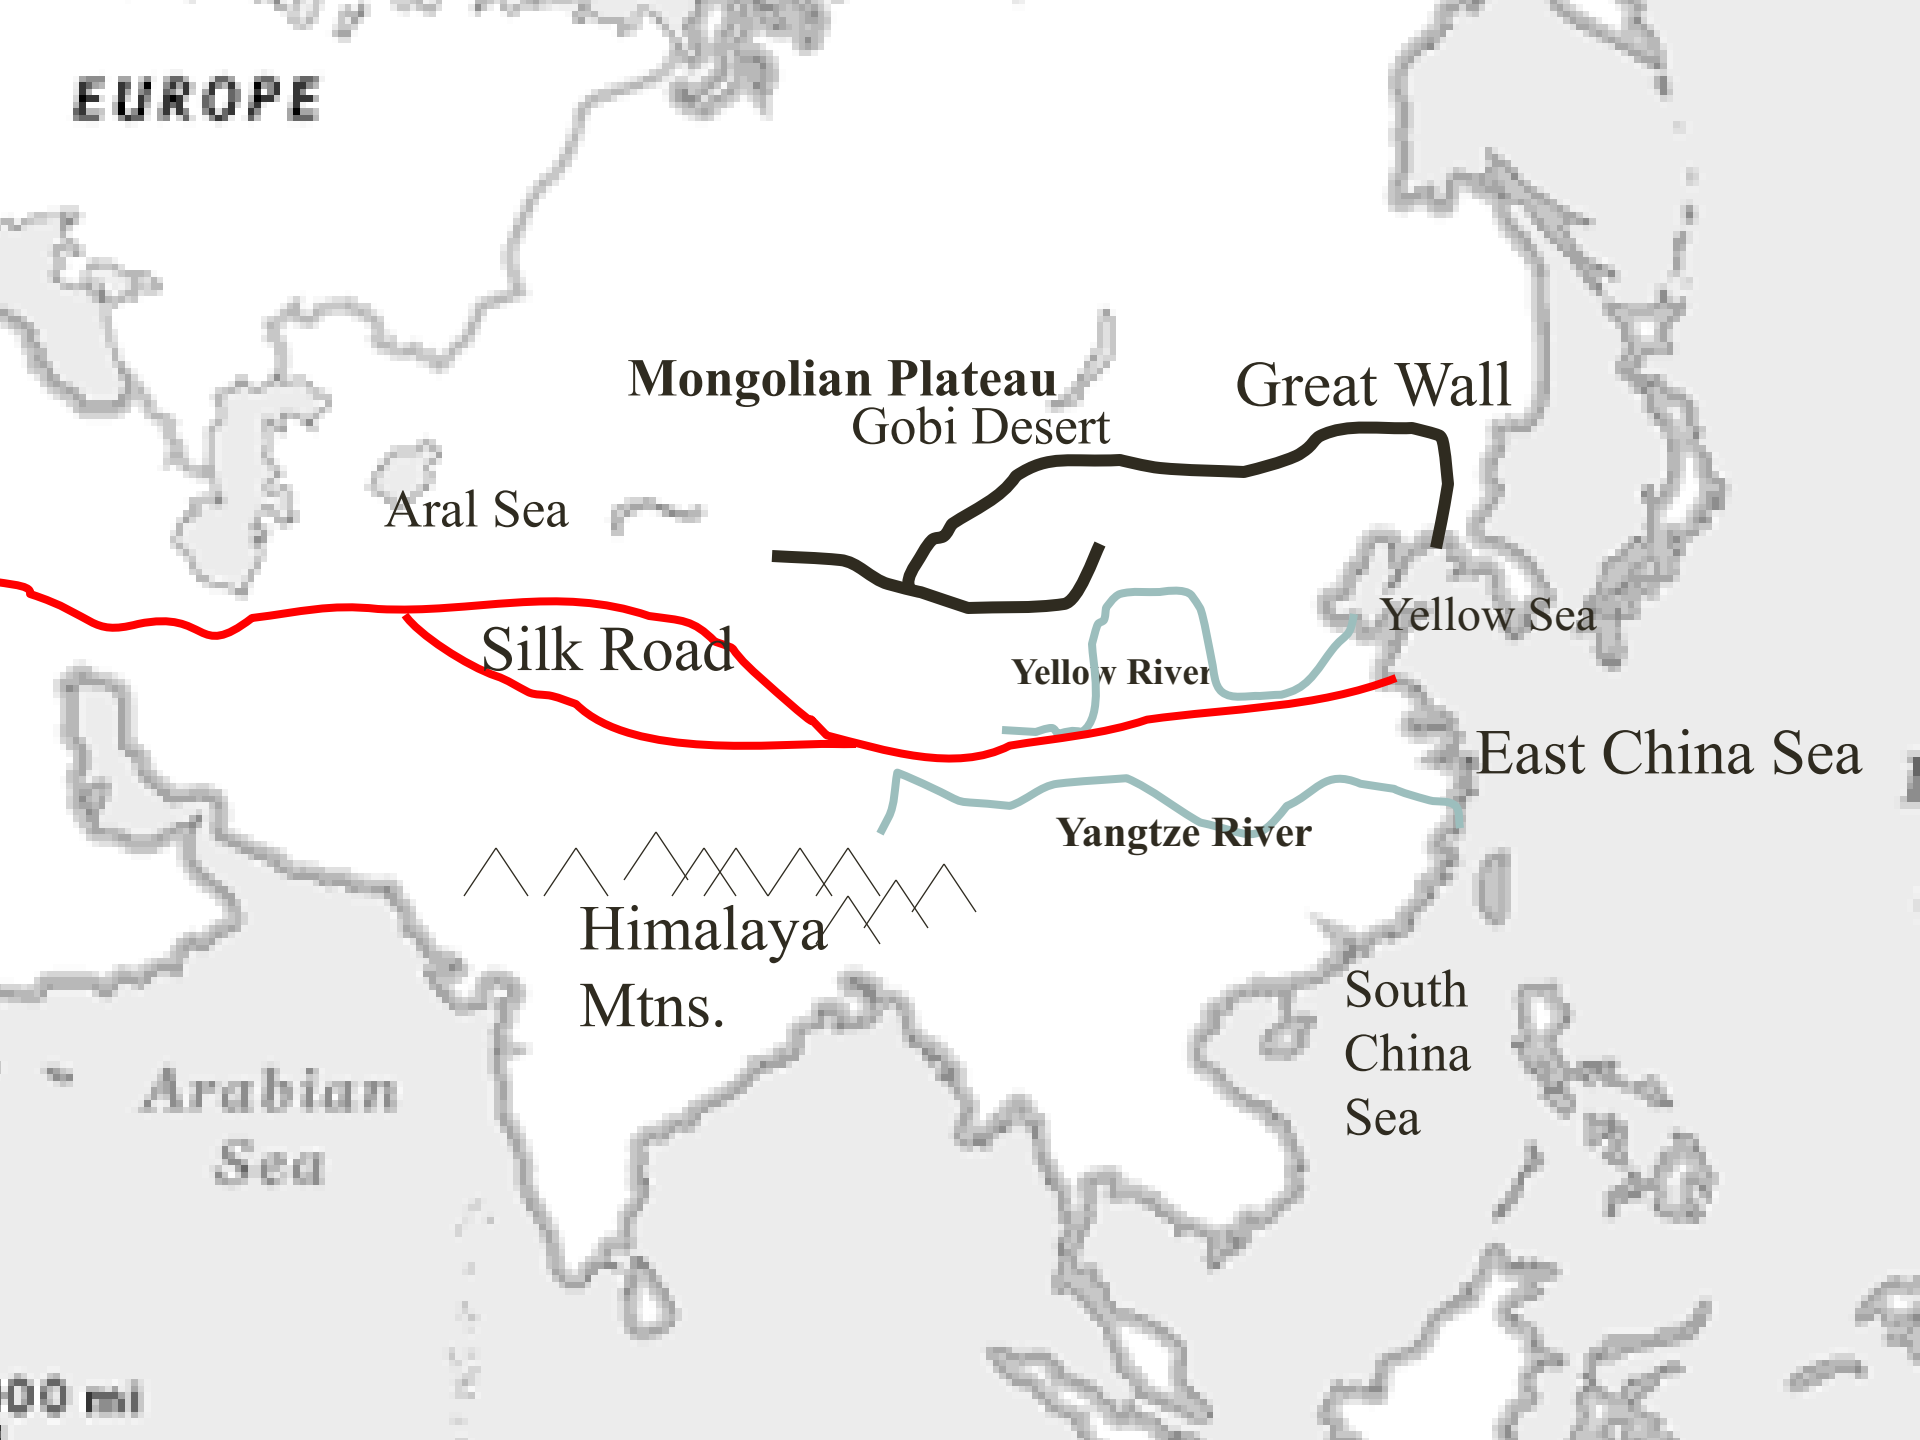 EUROPE
Mongolian Plateau
Great Wall
Gobi Desert
Aral Sea
Yellow Sea
Silk Road
Yellow River
East China Sea
Yangtze River
Himalaya
Mtns.
South
China
Sea
Arabian
Sea
00 mi